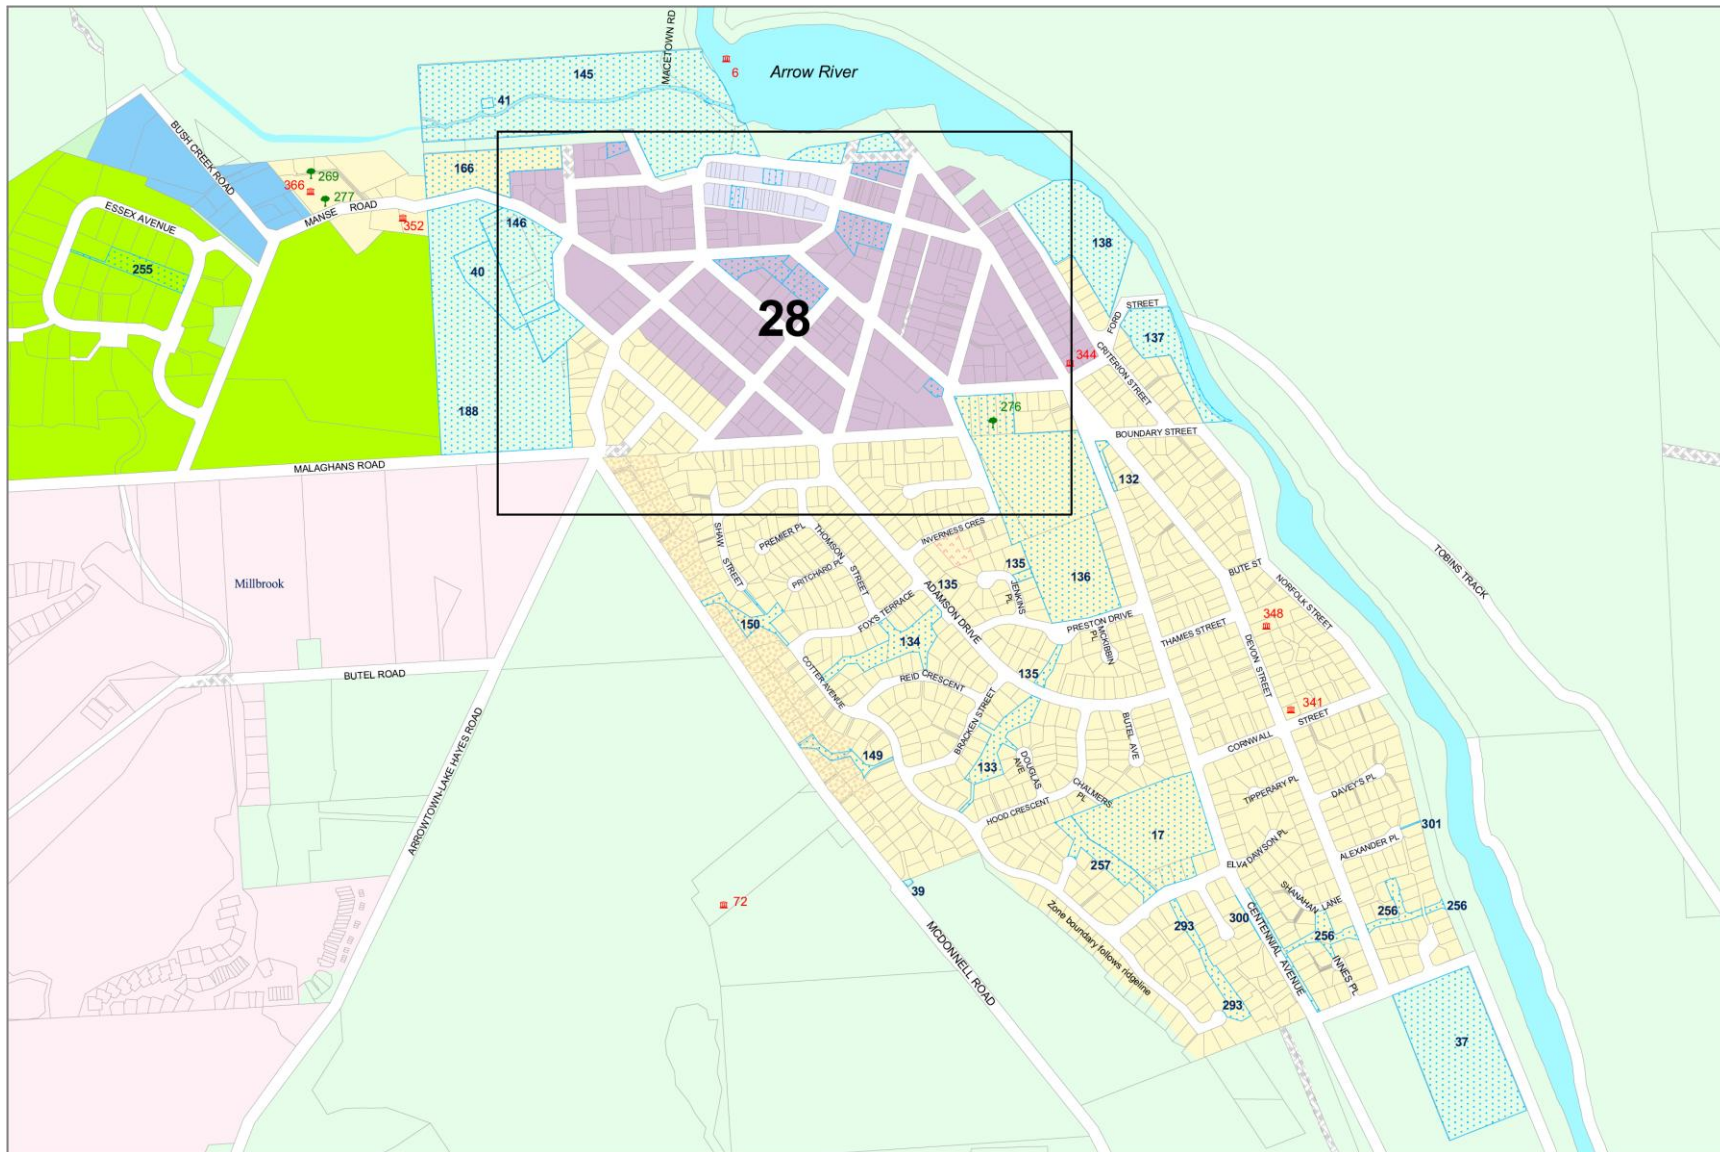 MACETOWN RD
6
Arrow River
145
41
BUSH CREEK ROAD
166
269
366
277
MANSE ROAD
352
ESSEX AVENUE
146
138
255
40
FORD STREET
28
137
344
CRITERION STREET
188
276
BOUNDARY STREET
MALAGHANS ROAD
132
SHAW STREET
PREMIER PL
THOMSON STREET
INVERNESS CRES
TOBINS TRACK
PRITCHARD PL
135
135
JENKINS PL
136
BUTE ST
NORFOLK STREET
Millbrook
ADAMSON DRIVE
FOX'S TERRACE
150
134
PRESTON DRIVE
MCKIBBIN PL
THAMES STREET
348
DEVON STREET
BUTEL ROAD
COTTER AVENUE
REID CRESCENT
135
BRACKEN STREET
341
CORNWALL STREET
BUTEL AVE
ARROWTOWN-LAKE HAYES ROAD
149
133
DOUGLAS AVE
CHALMERS PL
TIPPERARY PL
DAVEY'S PL
HOOD CRESCENT
17
301
ALEXANDER PL
ELVA DAWSON PL
257
39
72
SHANAHAN LANE
Zone boundary follows ridgeline
CENTENNIAL AVENUE
293
300
256
256
256
MCDONNELL ROAD
INNES PL
293
37